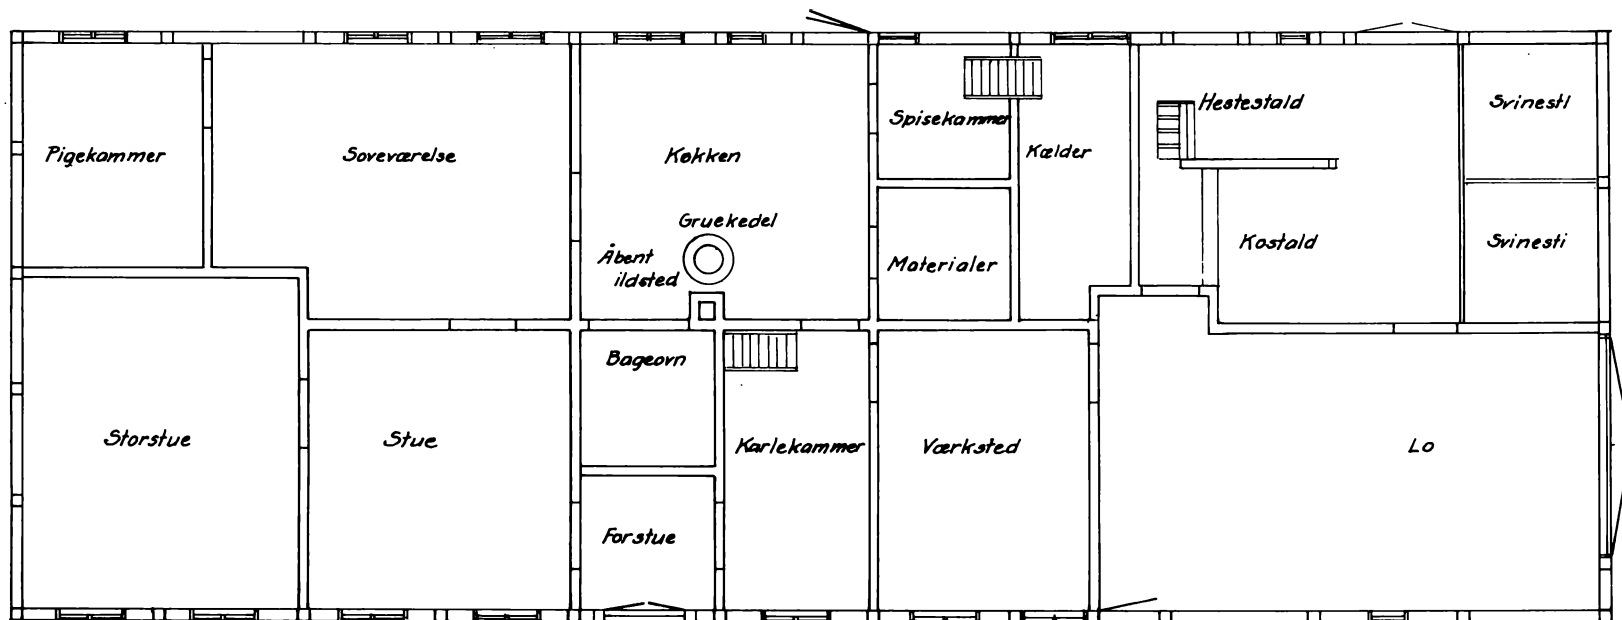 Pigekammer
Soveværelse
Køkken
Spisekammer
Kælder
Hestestald
Svinestl
Gruekedel
Åbent
ildsted
Materialer
Kostald
Svinesti
Storstue
Stue
Bageovn
Karlekammer
Værksted
Lo
Forstue